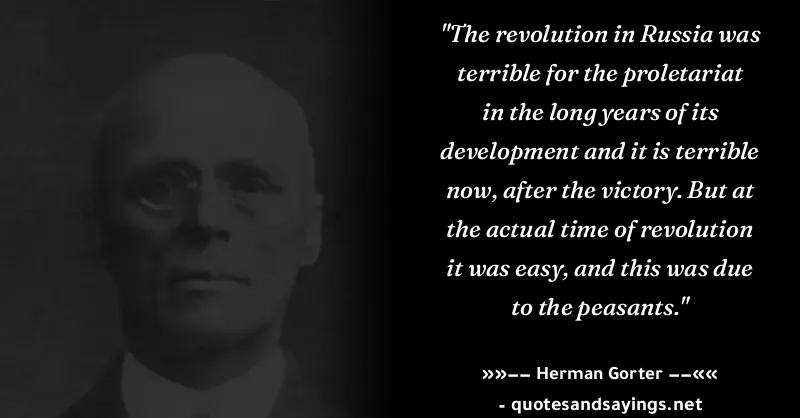 "The revolution in Russia was
terrible for the proletariat
in the long years of its
development and it is terrible
now, after the victory. But at
the actual time of revolution
it was easy, and this was due
to the peasants."
»»–– Herman Gorter ––««
- quotesandsayings.net